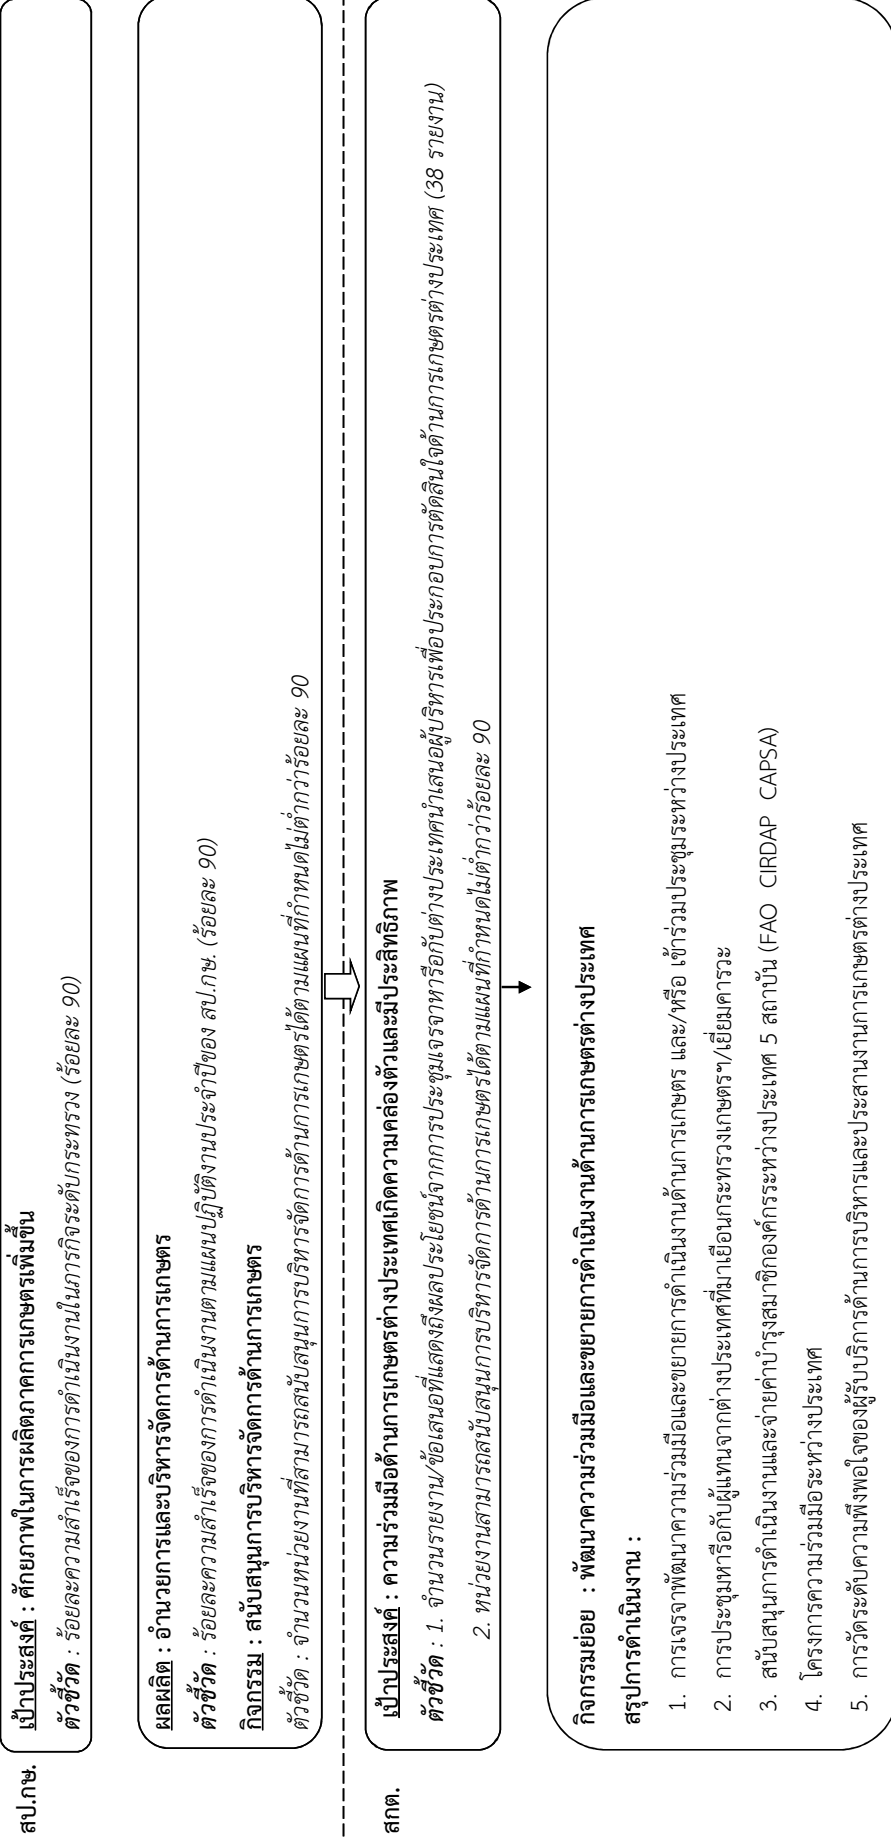 สป.กษ.
เป้าประสงค์ : ศักยภาพในการผลิตภาคการเกษตรเพิ่มขึ้น
ตัวชี้วัด : ร้อยละความสำเร็จของการดำเนินงานในภารกิจระดับกระทรวง (ร้อยละ 90)
ผลผลิต : อำนวยการและบริหารจัดการด้านการเกษตร
ตัวชี้วัด : ร้อยละความสำเร็จของการดำเนินงานตามแผนปฏิบัติงานประจำปีของ สป.กษ. (ร้อยละ 90)
กิจกรรม : สนับสนุนการบริหารจัดการด้านการเกษตร
ตัวชี้วัด : จำนวนหน่วยงานที่สามารถสนับสนุนการบริหารจัดการด้านการเกษตรได้ตามแผนที่กำหนดไม่ต่ำกว่าร้อยละ 90
สกต.
เป้าประสงค์ : ความร่วมมือด้านการเกษตรต่างประเทศเกิดความคล่องตัวและมีประสิทธิภาพ
ตัวชี้วัด : 1. จำนวนรายงาน/ข้อเสนอที่แสดงถึงผลประโยชน์จากการประชุมเจรจาหารือกับต่างประเทศนำเสนอผู้บริหารเพื่อประกอบการตัดสินใจด้านการเกษตรต่างประเทศ (38 รายงาน)
2. หน่วยงานสามารถสนับสนุนการบริหารจัดการด้านการเกษตรได้ตามแผนที่กำหนดไม่ต่ำกว่าร้อยละ 90
กิจกรรมย่อย : พัฒนาความร่วมมือและขยายการดำเนินงานด้านการเกษตรต่างประเทศ
สรุปการดำเนินงาน :
1. การเจรจาพัฒนาความร่วมมือและขยายการดำเนินงานด้านการเกษตร และ/หรือ เข้าร่วมประชุมระหว่างประเทศ
2. การประชุมหารือกับผู้แทนจากต่างประเทศที่มาเยือนกระทรวงเกษตรฯ/เยี่ยมคารวะ
3. สนับสนุนการดำเนินงานและจ่ายค่าบำรุงสมาชิกองค์กรระหว่างประเทศ 5 สถาบัน (FAO CIRDAP CAPSA)
4. โครงการความร่วมมือระหว่างประเทศ
5. การวัดระดับความพึงพอใจของผู้รับบริการด้านการบริหารและประสานงานการเกษตรต่างประเทศ